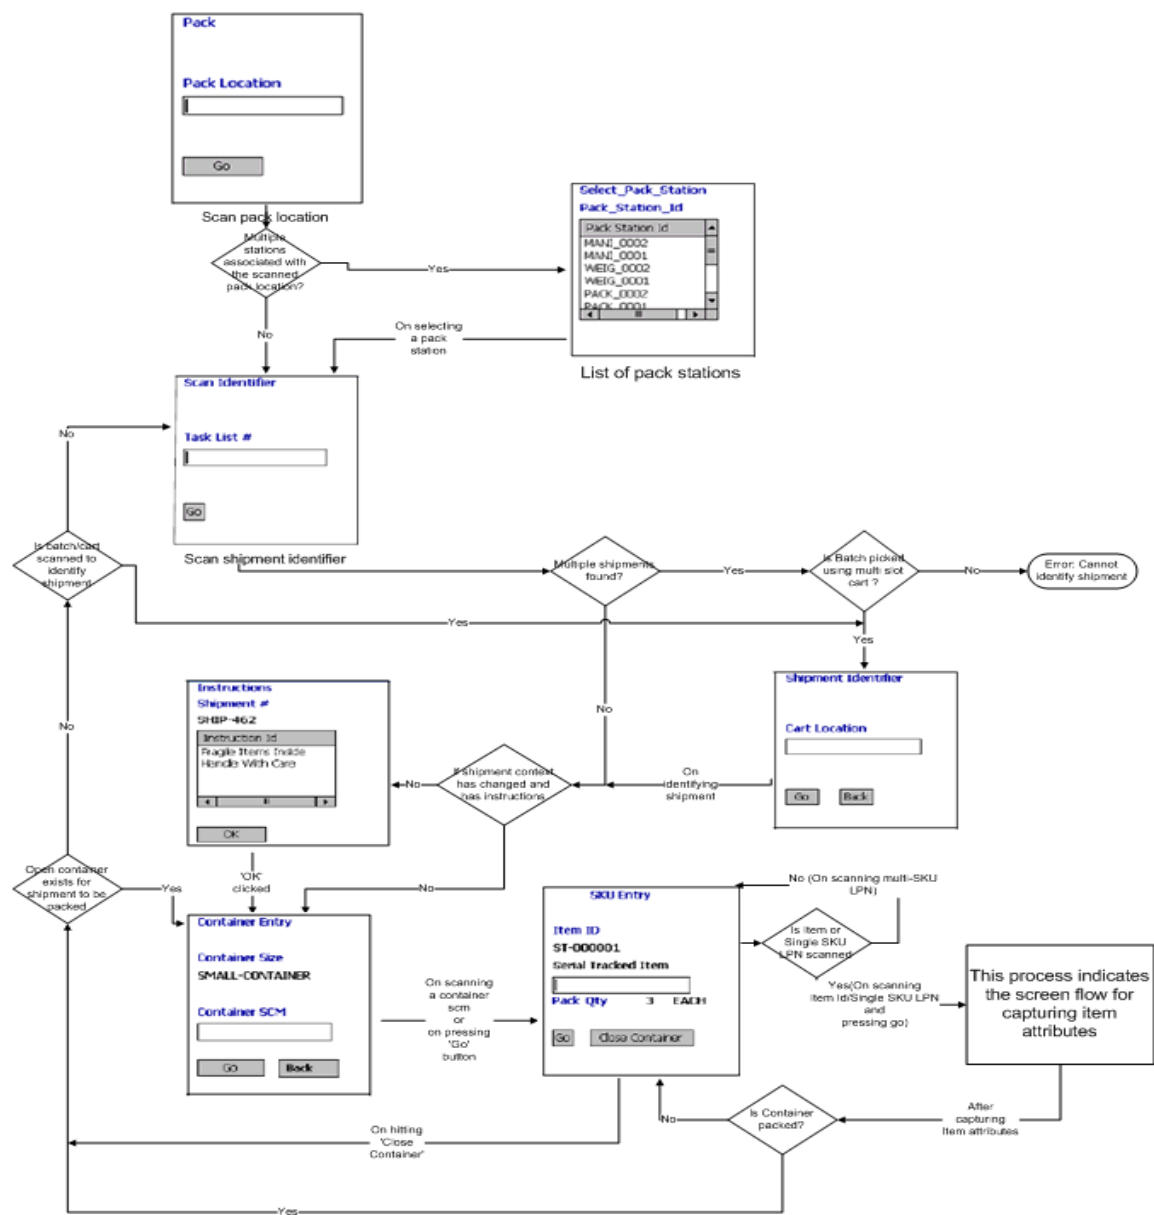 Pack
Pack Location
Go
Scan pack location
Multiple
stations
associated with
the scanned
pack location?
Yes
No
Select_Pack_Station
Pack_Station_Id
Pack Station Id
MANI_0002
MANI_0001
WEIG_0002
WEIG_0001
PACK_0002
PACK_0001
List of pack stations
On selecting
a pack
station
Scan Identifier
Task List #
Go
Scan shipment identifier
No
Is batch/cart
scanned to
identify
shipment
Yes
Multiple shipments
found?
Yes
Is Batch picked
using multi slot
cart ?
No
Error: Cannot
identify shipment
Yes
No
Shipment Identifier
Cart Location
Go
Back
On
identifying
shipment
If shipment context
has changed and
has instructions
No
Instructions
Shipment #
SHIP-462
Instruction Id
Fragile Items Inside
Handle With Care
OK
'OK'
clicked
No
No
Open container
exists for
shipment to be
packed
Yes
Container Entry
Container Size
SMALL-CONTAINER
Container SCM
Go
Back
On scanning
a container
scm
or
on pressing
'Go'
button
SKU Entry
Item ID
ST-000001
Serial Tracked Item
Pack Qty 3 EACH
Go
Close Container
No (On scanning multi-SKU
LPN)
Is Item or
Single SKU
LPN scanned
Yes(On scanning
Item Id/Single SKU LPN
and
pressing go)
This process indicates
the screen flow for
capturing item
attributes
After
capturing
Item attributes
Is Container
packed?
No
On hitting
'Close
Container'
Yes